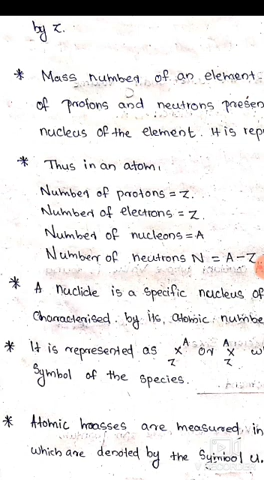 by Z.
* Mass number of an element
of protons and neutrons presen
nucleus of the element. It is rep
* Thus in an atom,
Number of protons = Z.
Number of electrons = Z.
Number of nucleons = A
Number of neutrons N = A-Z
* A nuclide is a specific nucleus of
Characterised by its, atomic numbe
* It is represented as X^A_Z or ^A_Z X w
Symbol of the species.
* Atomic masses are measured in
which are denoted by the symbol u.